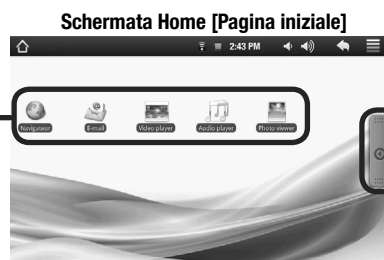 Schermata Home [Pagina iniziale]
2:43 PM
Navigateur E-mail Video player Audio player Photo viewer